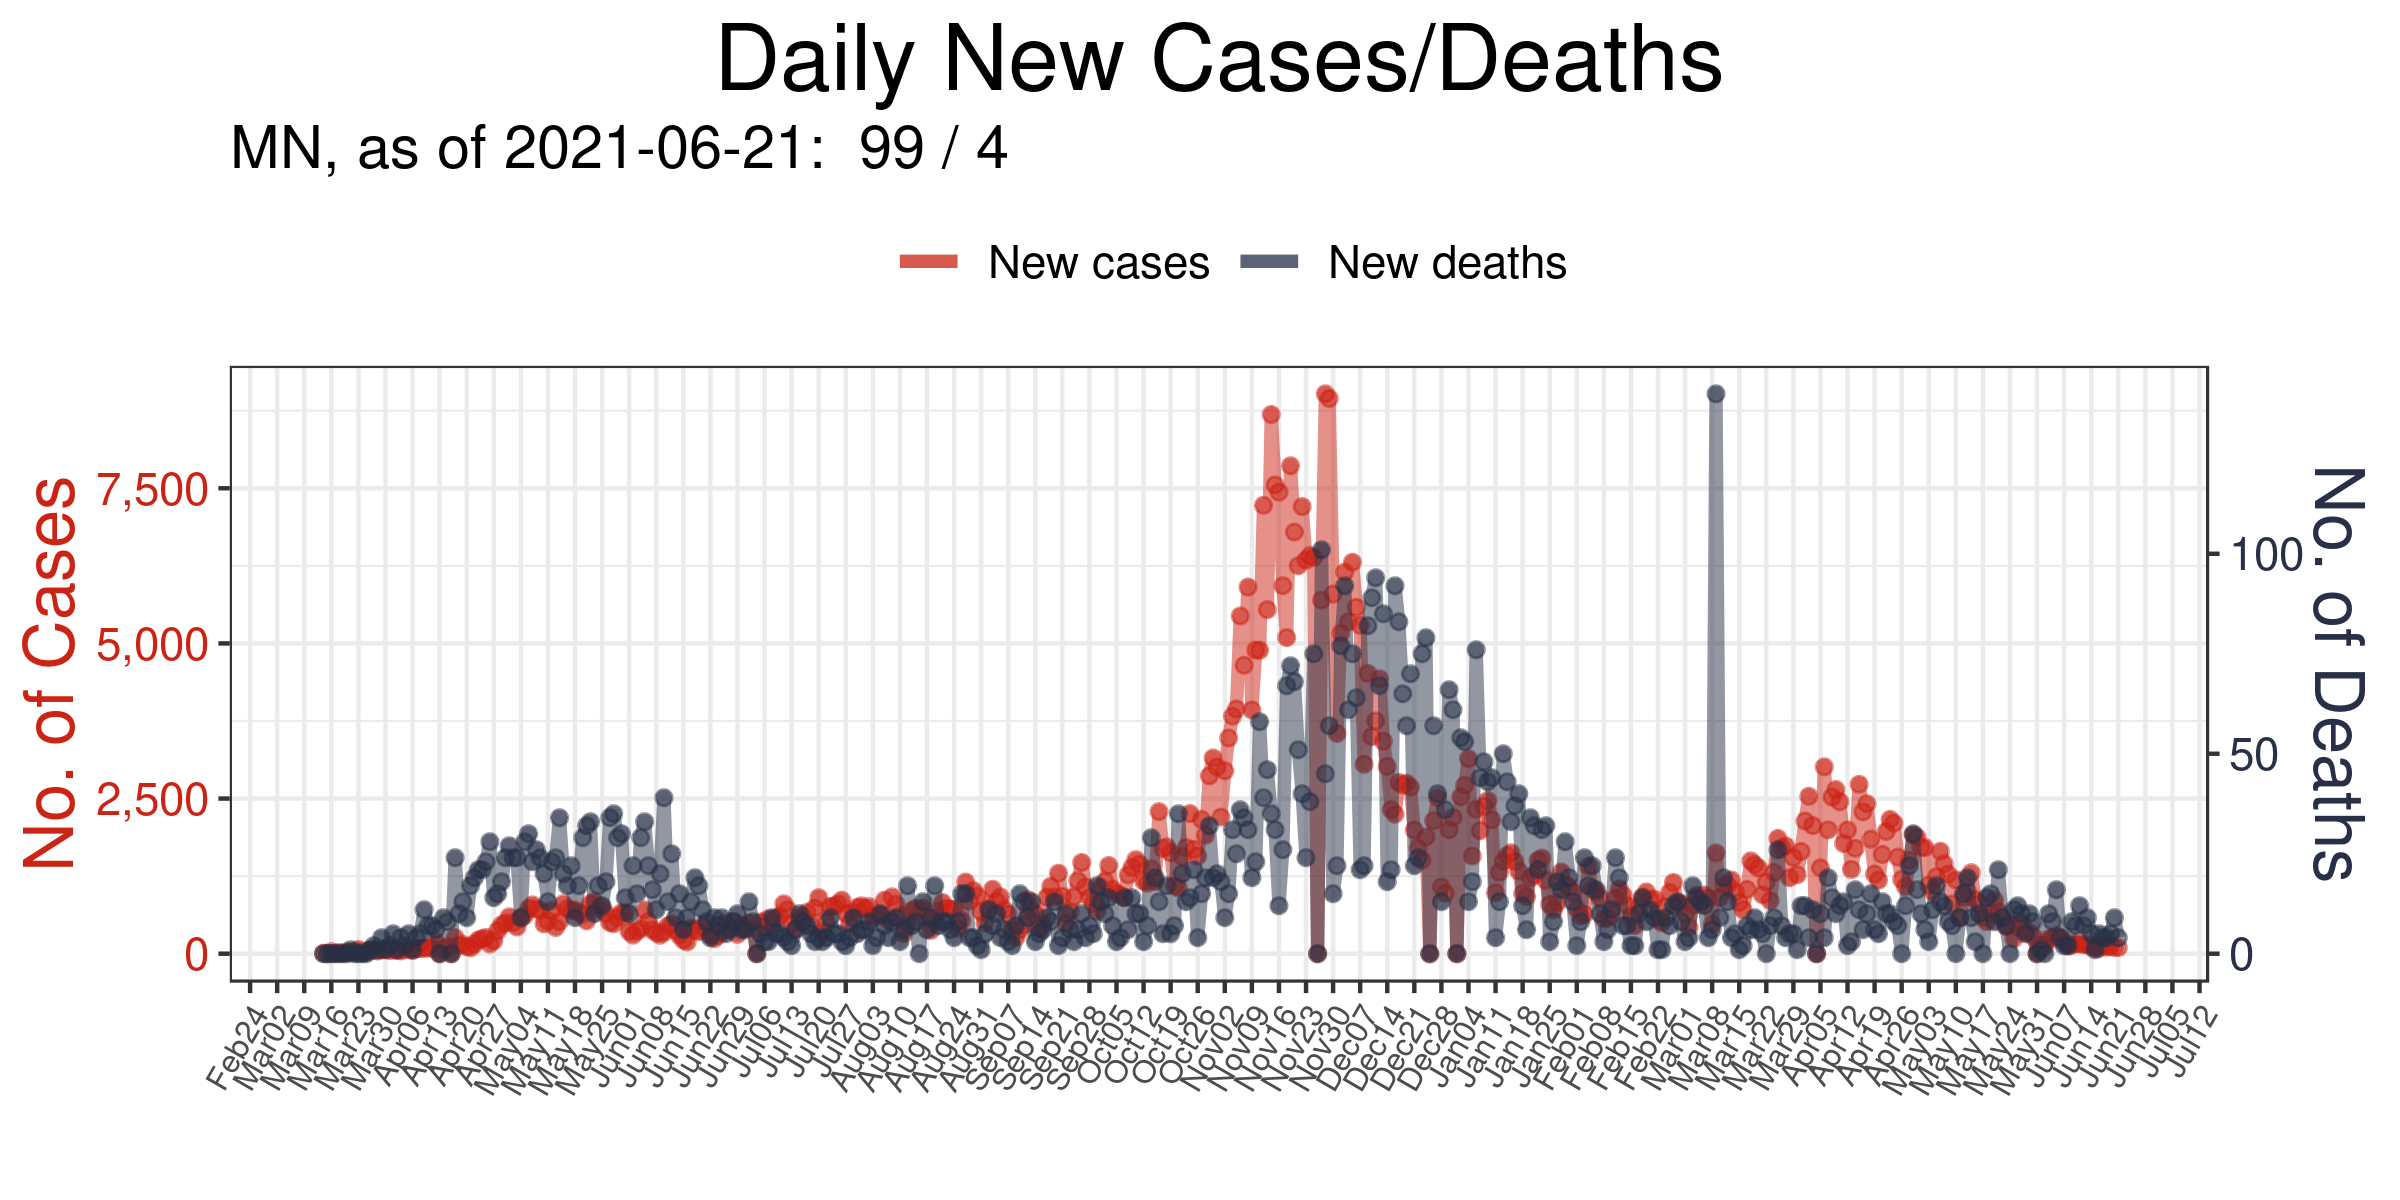 Daily New Cases/Deaths
MN, as of 2021-06-21:  99 / 4
New cases
New deaths
No. of Cases
7,500
5,000
2,500
0
No. of Deaths
100
50
0
Feb24
Mar02
Mar09
Mar16
Mar23
Mar30
Apr06
Apr13
Apr20
Apr27
May04
May11
May18
May25
Jun01
Jun08
Jun15
Jun22
Jun29
Jul06
Jul13
Jul20
Jul27
Aug03
Aug10
Aug17
Aug24
Aug31
Sep07
Sep14
Sep21
Sep28
Oct05
Oct12
Oct19
Oct26
Nov02
Nov09
Nov16
Nov23
Nov30
Dec07
Dec14
Dec21
Dec28
Dec04
Jan11
Jan18
Jan25
Feb01
Feb08
Feb15
Feb22
Mar01
Mar08
Mar15
Mar22
Mar29
Apr05
Apr12
Apr19
Apr26
May03
May10
May17
May24
May31
May07
Jun14
Jun21
Jun28
Jul05
Jul12